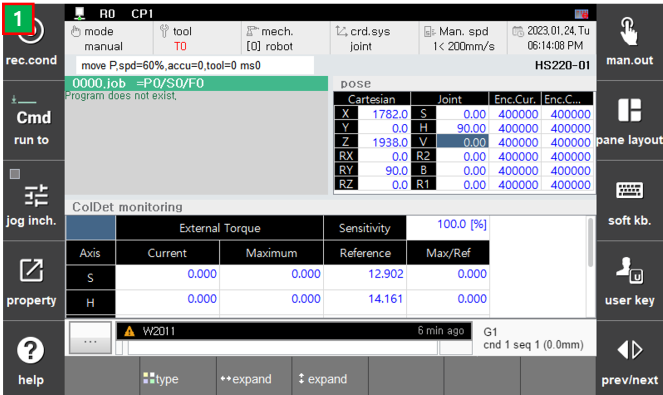 1
R0 CP1
mode
manual
tool
T0
mech.
[0] robot
crd.sys
joint
Man. spd
1< 200mm/s
2023.01.24, Tu
06:14:08 PM
move P,spd=60%,accu=0,tool=0 ms0
HS220-01
rec.cond
Cmd
run to
jog inch.
property
help
0000.job =P0/S0/F0
Program does not exist.
pose
Cartesian Joint Enc.Cur. Enc.C...
X 1782.0 S 0.00 400000 400000
Y 0.0 H 90.00 400000 400000
Z 1938.0 V 0.00 400000 400000
RX 0.0 R2 0.00 400000 400000
RY 90.0 B 0.00 400000 400000
RZ 0.0 R1 0.00 400000 400000
ColDet monitoring
External Torque Sensitivity 100.0 [%]
Axis Current Maximum Reference Max/Ref
S 0.000 0.000 12.902 0.000
H 0.000 0.000 14.161 0.000
... W2011 6 min ago
G1
cnd 1 seq 1 (0.0mm)
type expand expand
man.out
pane layout
soft kb.
U
user key
prev/next